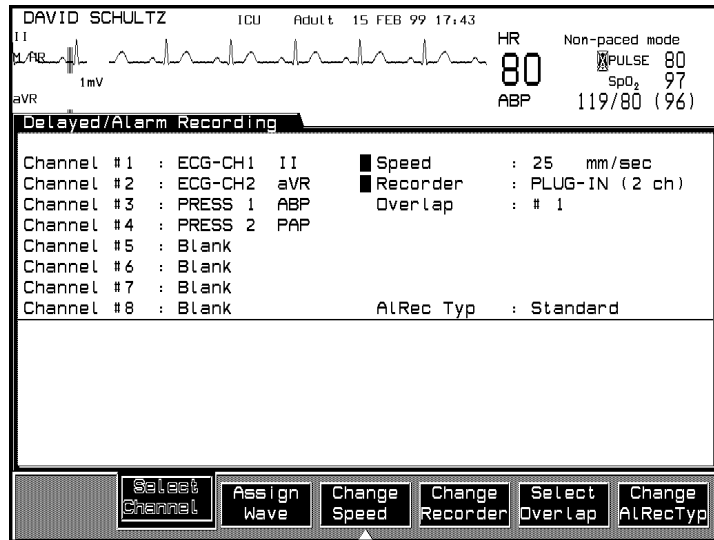 DAVID SCHULTZ ICU Adult 15 FEB 99 17:43
II
M/AR
1mV
aVR
HR
80
Non-paced mode
PULSE 80
SpO₂ 97
ABP 119/80 (96)
Delayed/Alarm Recording
Channel #1 : ECG-CH1 II Speed : 25 mm/sec
Channel #2 : ECG-CH2 aVR Recorder : PLUG-IN (2 ch)
Channel #3 : PRESS 1 ABP Overlap : # 1
Channel #4 : PRESS 2 PAP
Channel #5 : Blank
Channel #6 : Blank
Channel #7 : Blank
Channel #8 : Blank AlRec Typ : Standard
Select Channel
Assign Wave
Change Speed
Change Recorder
Select Overlap
Change AlRecTyp